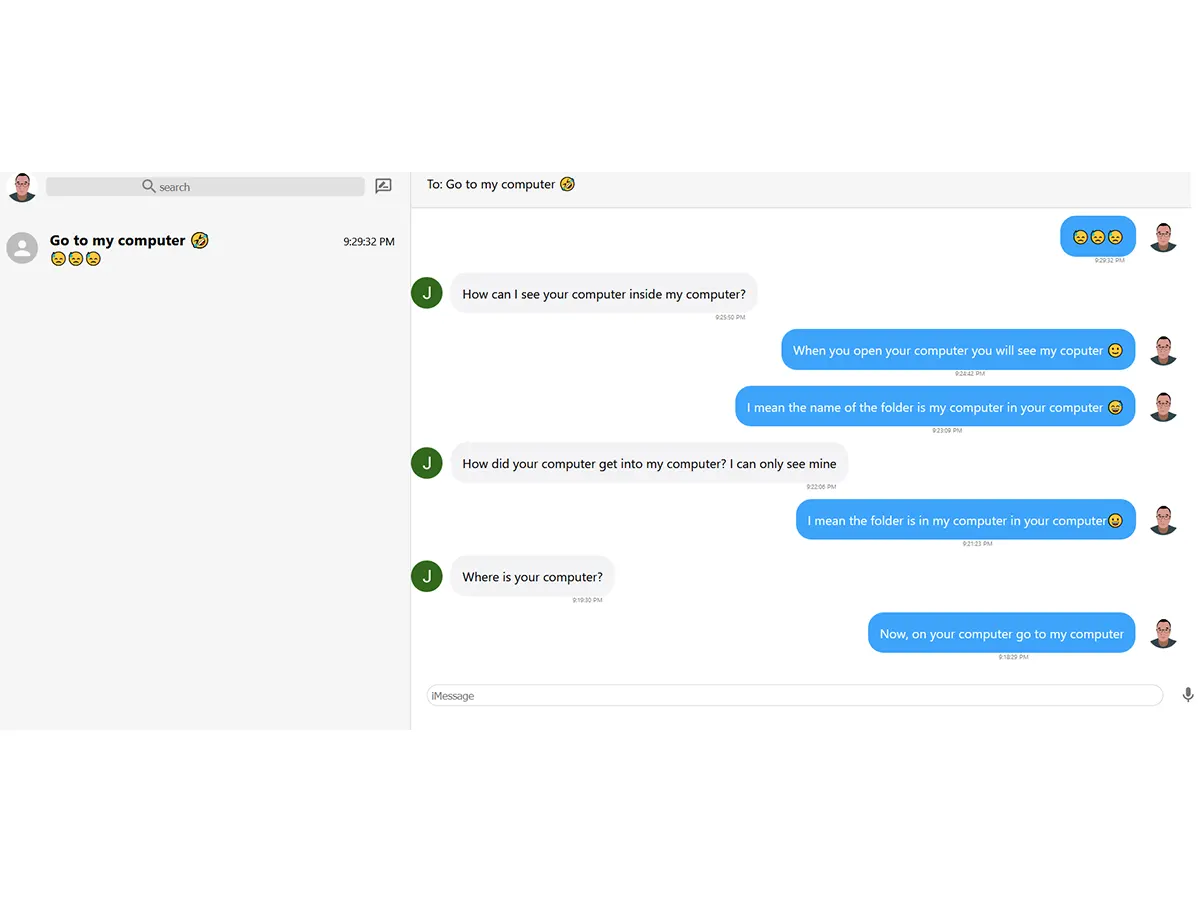 search
Go to my computer 🤣
9:29:32 PM
😓😓😓
To: Go to my computer 🤣
😓😓😓
9:29:32 PM
J
How can I see your computer inside my computer?
9:25:50 PM
When you open your computer you will see my coputer 🙂
9:24:42 PM
I mean the name of the folder is my computer in your computer 😅
9:23:09 PM
J
How did your computer get into my computer? I can only see mine
9:22:06 PM
I mean the folder is in my computer in your computer😀
9:21:23 PM
J
Where is your computer?
9:19:30 PM
Now, on your computer go to my computer
9:18:29 PM
iMessage